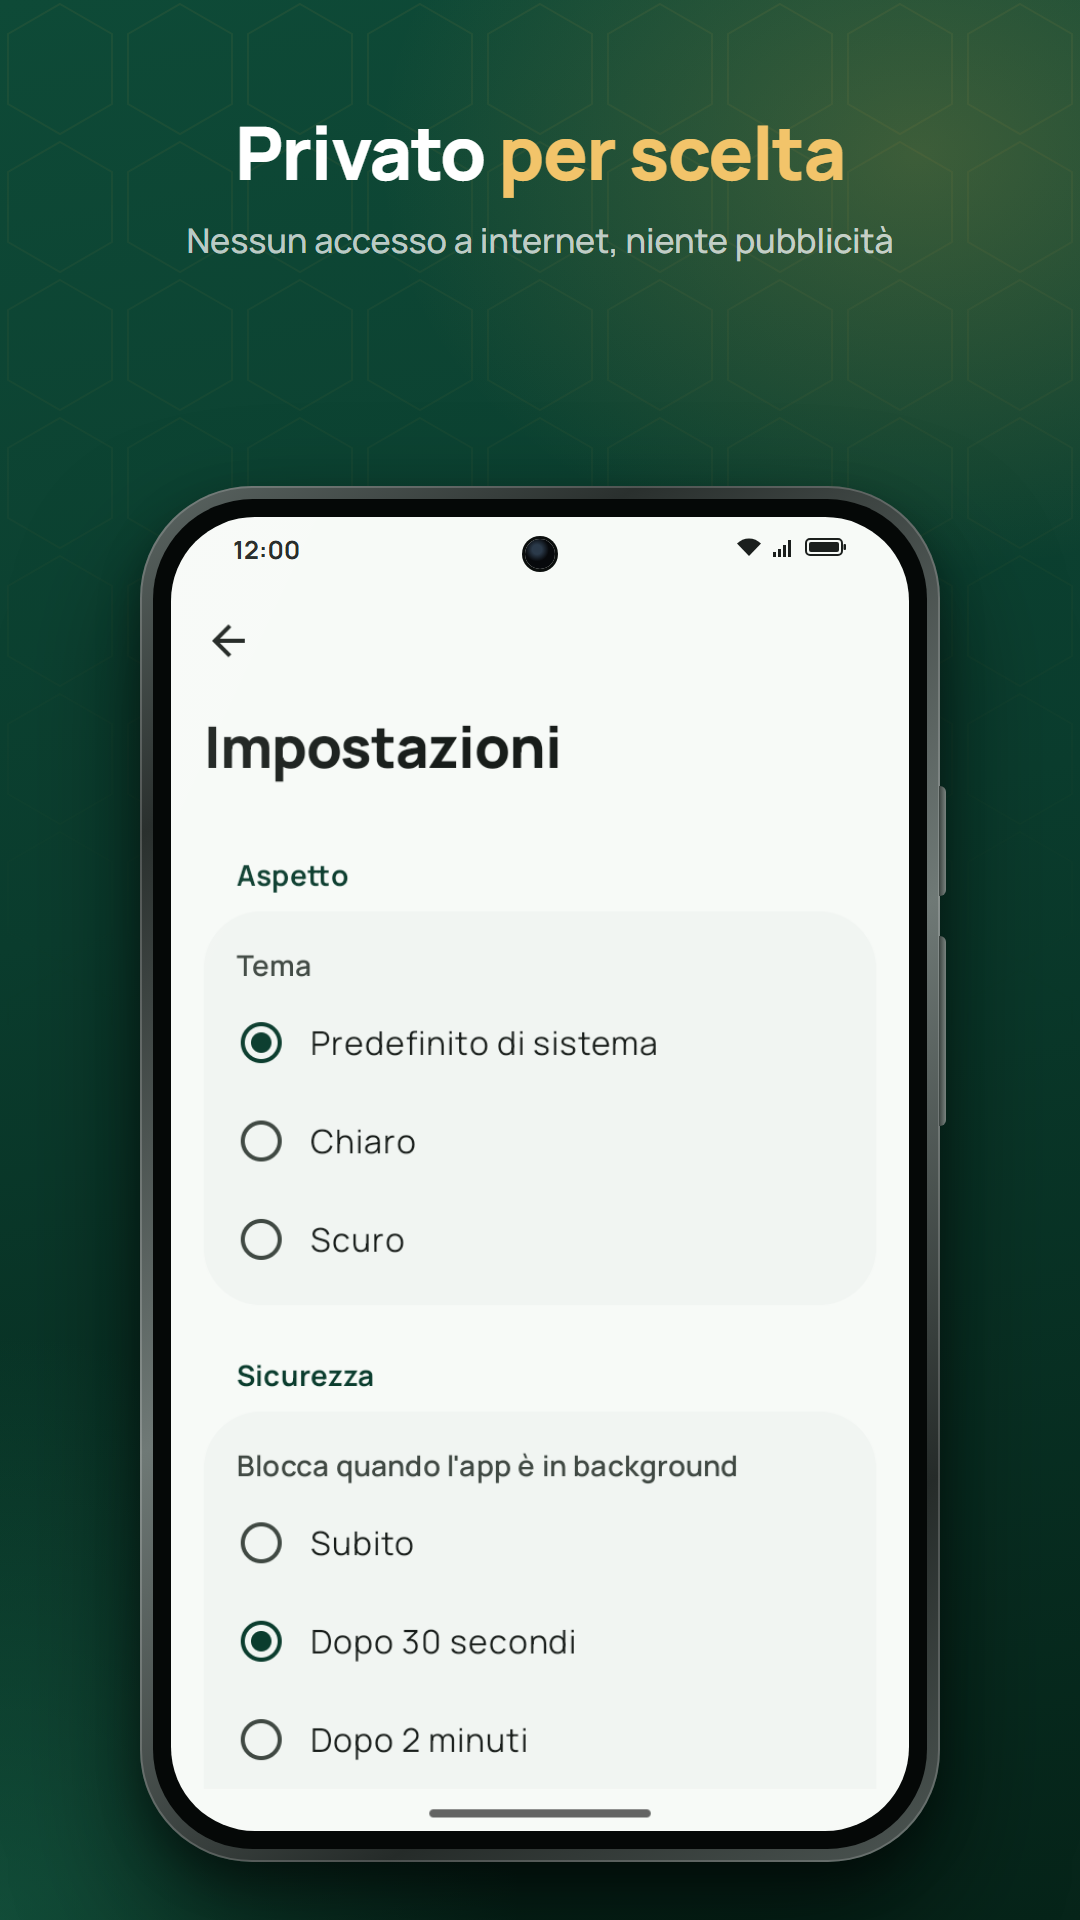 Privato per scelta
Nessun accesso a internet, niente pubblicità
12:00
Impostazioni
Aspetto
Tema
Predefinito di sistema
Chiaro
Scuro
Sicurezza
Blocca quando l'app è in background
Subito
Dopo 30 secondi
Dopo 2 minuti